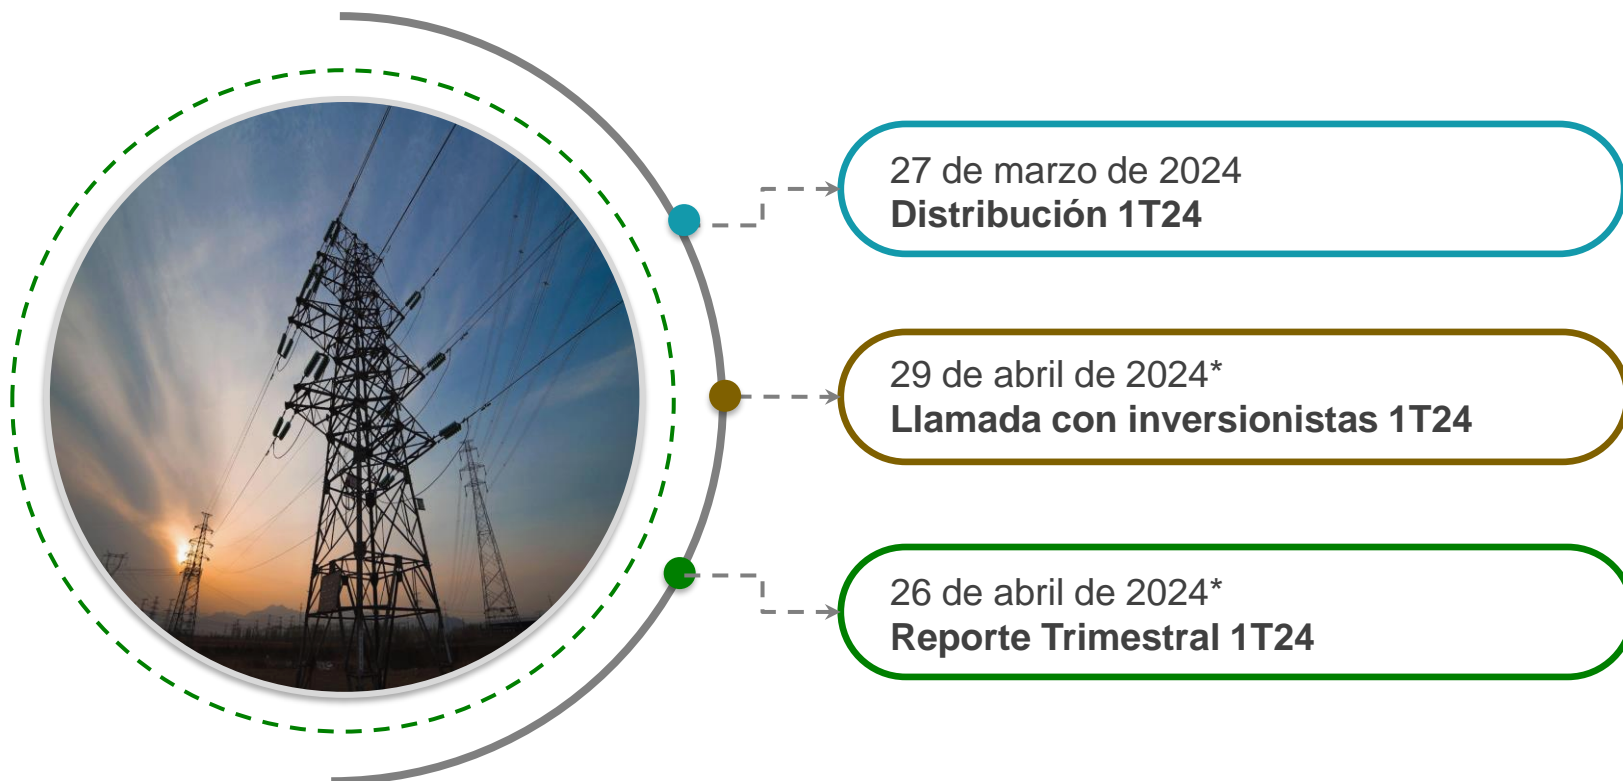 27 de marzo de 2024
Distribución 1T24
29 de abril de 2024*
Llamada con inversionistas 1T24
26 de abril de 2024*
Reporte Trimestral 1T24